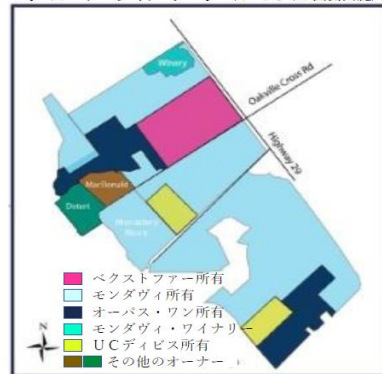 Winery
Oakville Cross Rd
Highway 29
MacDonald
Detert
N
ベクストファー所有
モンダヴィ所有
オーパス・ワン所有
モンダヴィ・ワイナリー
ＵＣディビス所有
その他のオーナー